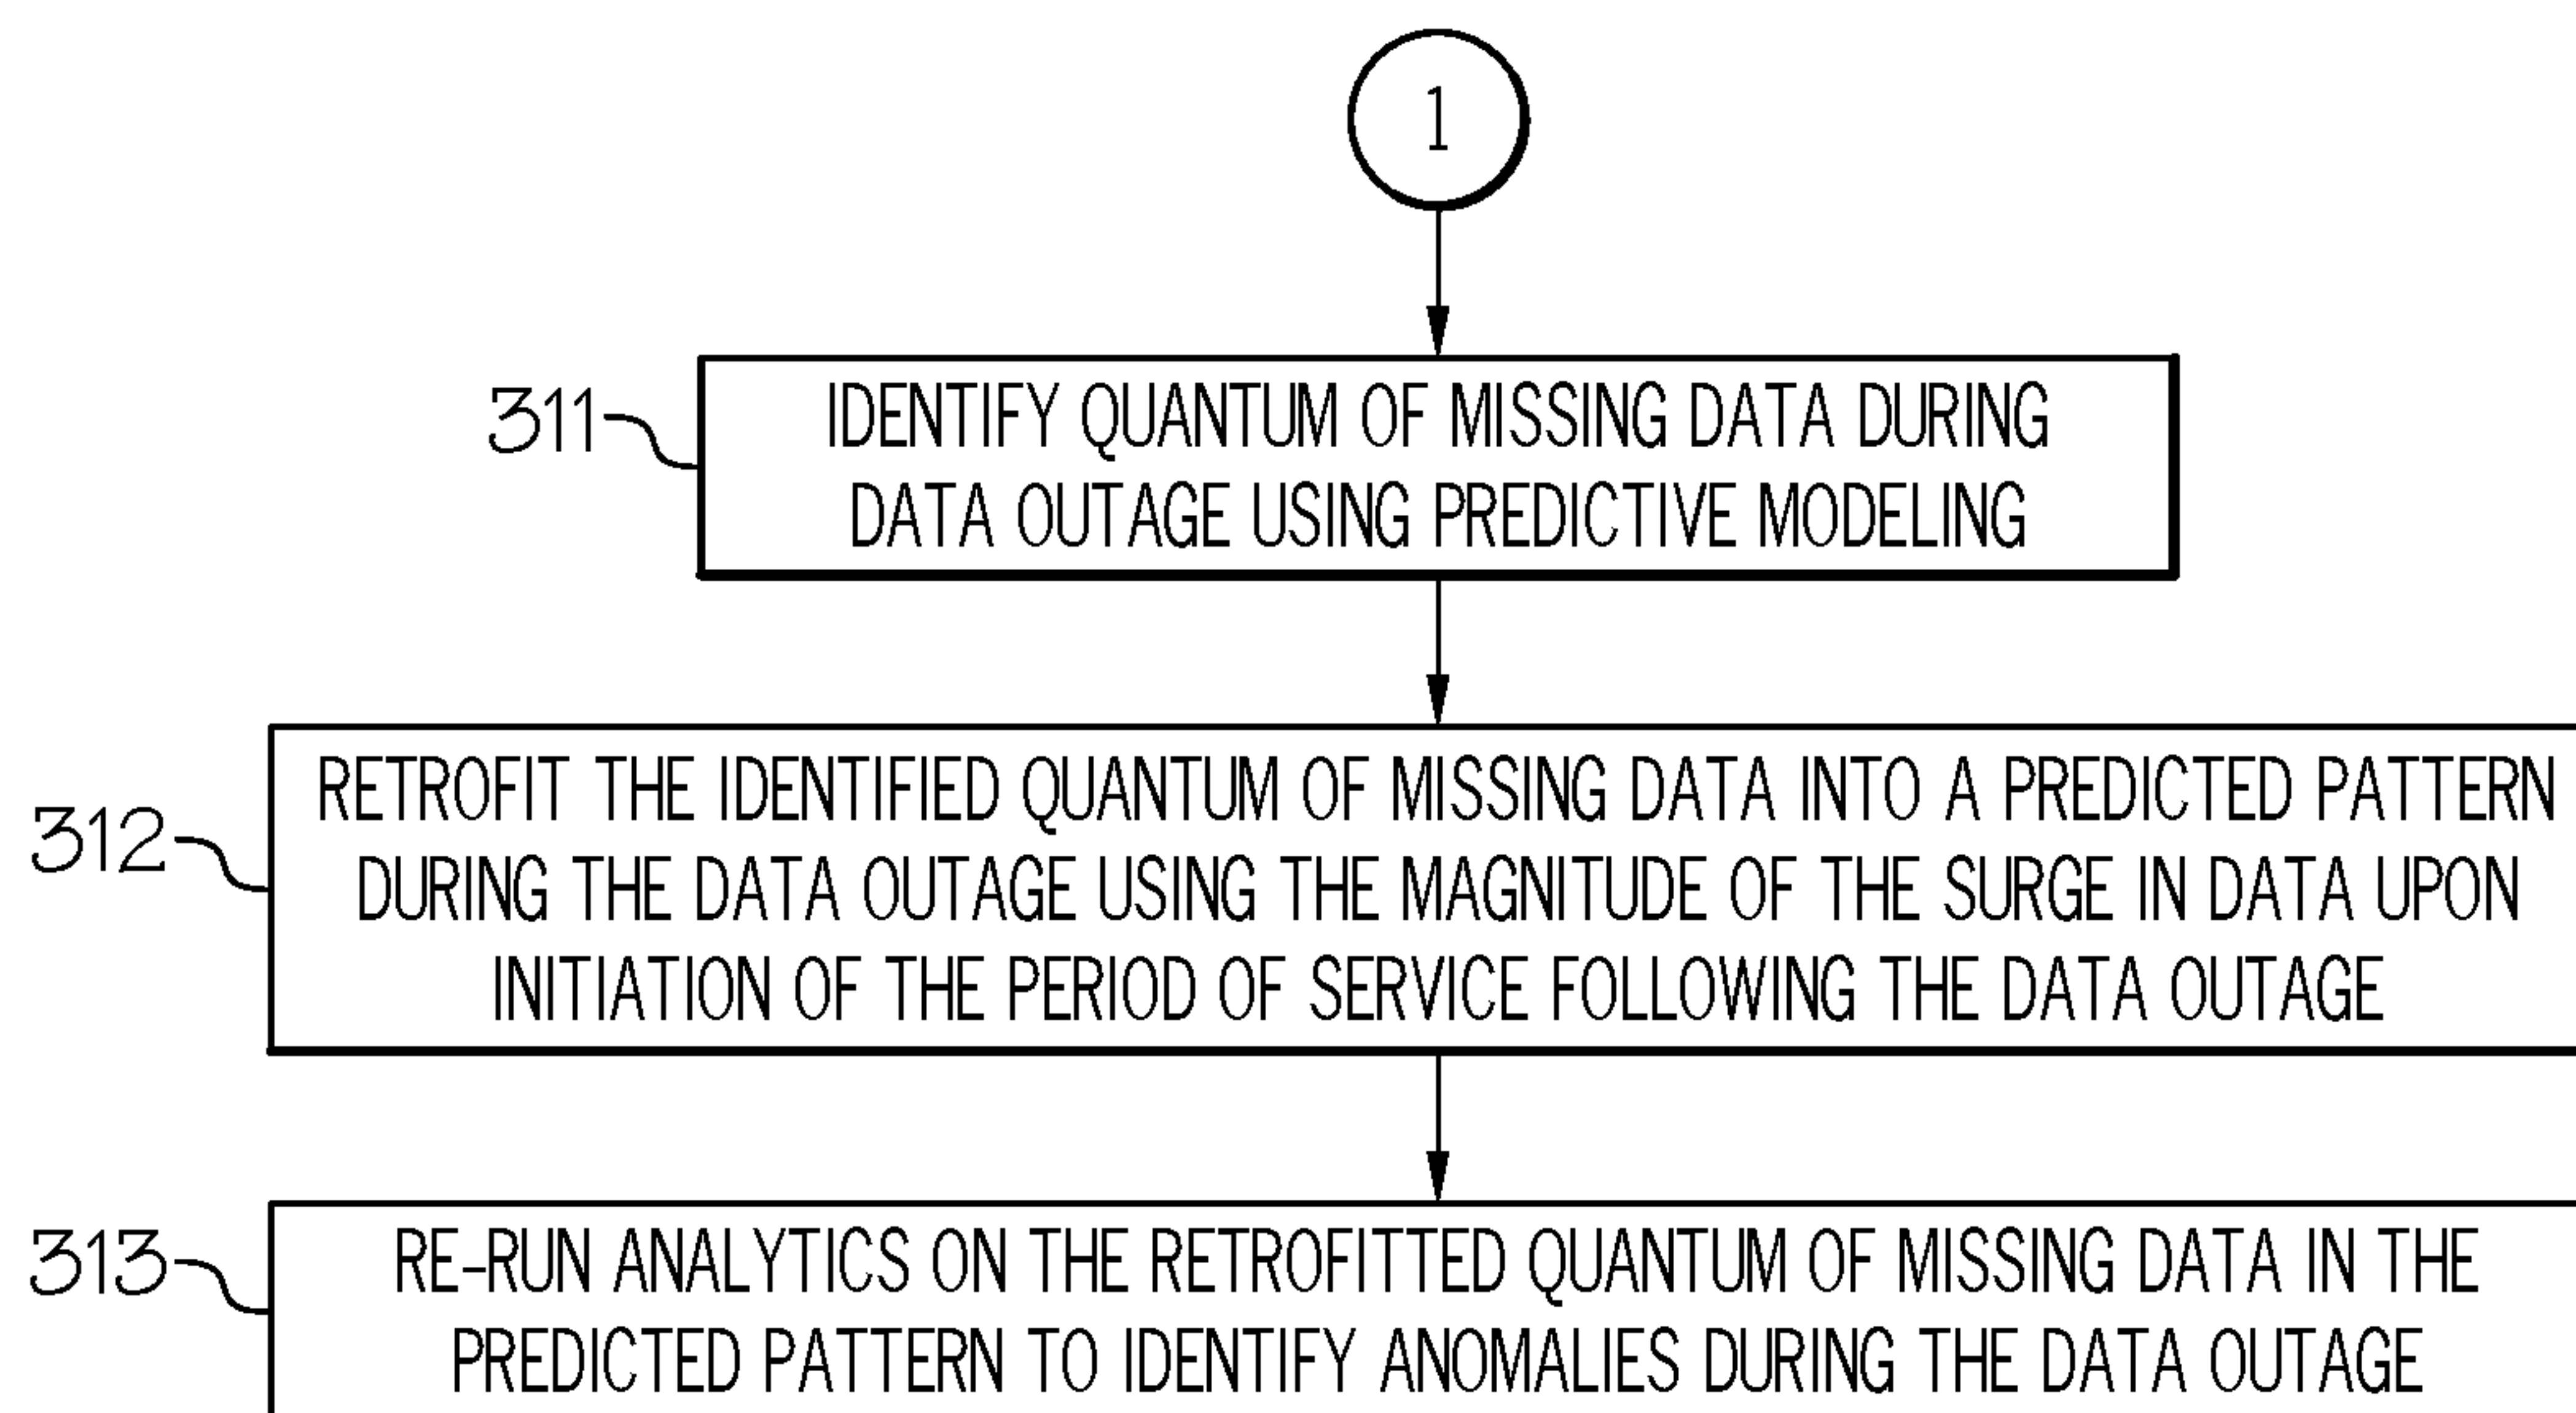 1
311
IDENTIFY QUANTUM OF MISSING DATA DURING
DATA OUTAGE USING PREDICTIVE MODELING
312
RETROFIT THE IDENTIFIED QUANTUM OF MISSING DATA INTO A PREDICTED PATTERN
DURING THE DATA OUTAGE USING THE MAGNITUDE OF THE SURGE IN DATA UPON
INITIATION OF THE PERIOD OF SERVICE FOLLOWING THE DATA OUTAGE
313
RE-RUN ANALYTICS ON THE RETROFITTED QUANTUM OF MISSING DATA IN THE
PREDICTED PATTERN TO IDENTIFY ANOMALIES DURING THE DATA OUTAGE